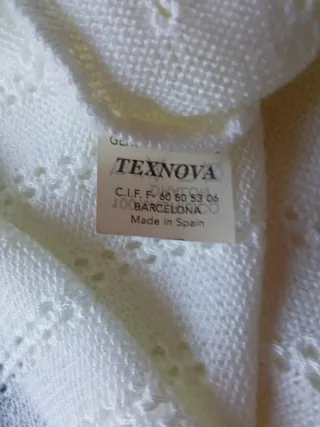 TEXNOVA
C.I.F. F- 60 80 53 06
BARCELONA
Made in Spain